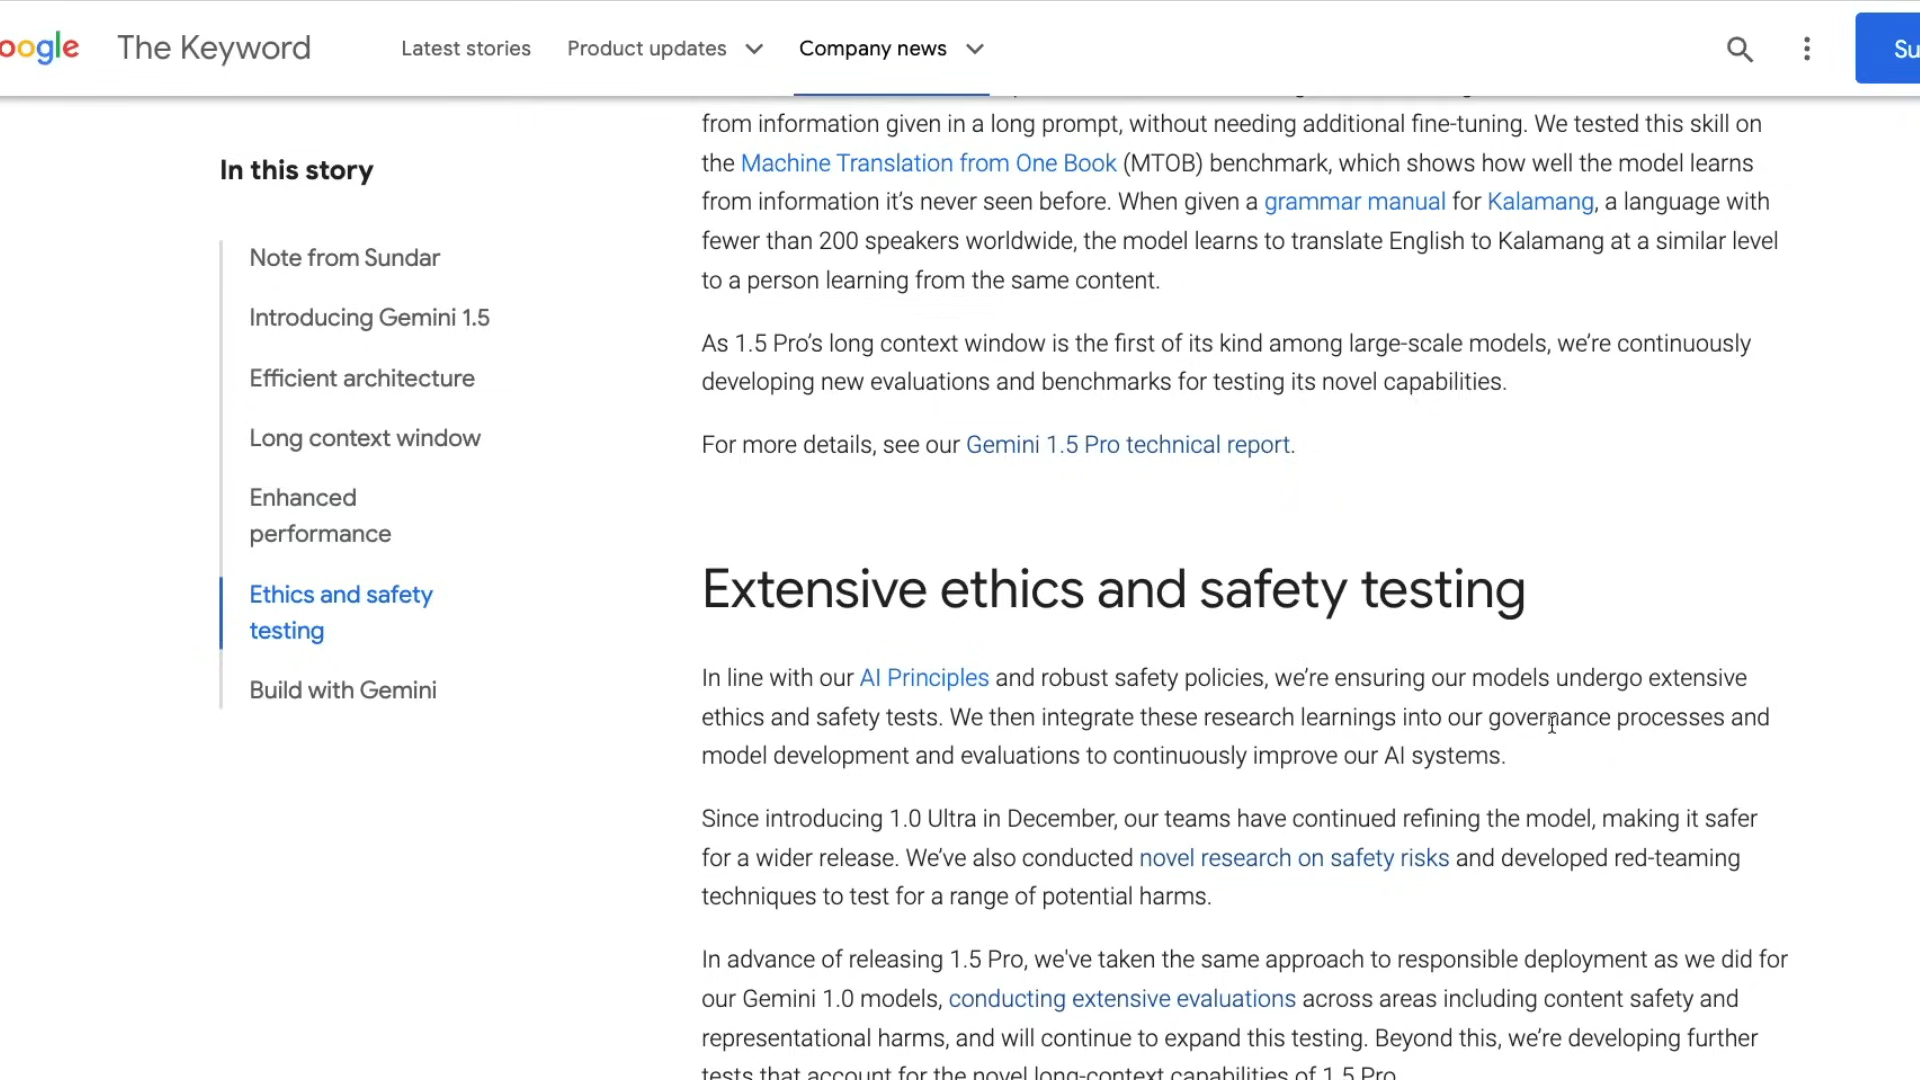 oogle The Keyword Latest stories Product updates Company news Su
from information given in a long prompt, without needing additional fine-tuning. We tested this skill on
the Machine Translation from One Book (MTOB) benchmark, which shows how well the model learns
from information it’s never seen before. When given a grammar manual for Kalamang, a language with
fewer than 200 speakers worldwide, the model learns to translate English to Kalamang at a similar level
to a person learning from the same content.
As 1.5 Pro’s long context window is the first of its kind among large-scale models, we’re continuously
developing new evaluations and benchmarks for testing its novel capabilities.
For more details, see our Gemini 1.5 Pro technical report.
In this story
Note from Sundar
Introducing Gemini 1.5
Efficient architecture
Long context window
Enhanced
performance
Ethics and safety
testing
Build with Gemini
Extensive ethics and safety testing
In line with our AI Principles and robust safety policies, we’re ensuring our models undergo extensive
ethics and safety tests. We then integrate these research learnings into our governance processes and
model development and evaluations to continuously improve our AI systems.
Since introducing 1.0 Ultra in December, our teams have continued refining the model, making it safer
for a wider release. We’ve also conducted novel research on safety risks and developed red-teaming
techniques to test for a range of potential harms.
In advance of releasing 1.5 Pro, we've taken the same approach to responsible deployment as we did for
our Gemini 1.0 models, conducting extensive evaluations across areas including content safety and
representational harms, and will continue to expand this testing. Beyond this, we’re developing further
tests that account for the novel long-context capabilities of 1.5 Pro.